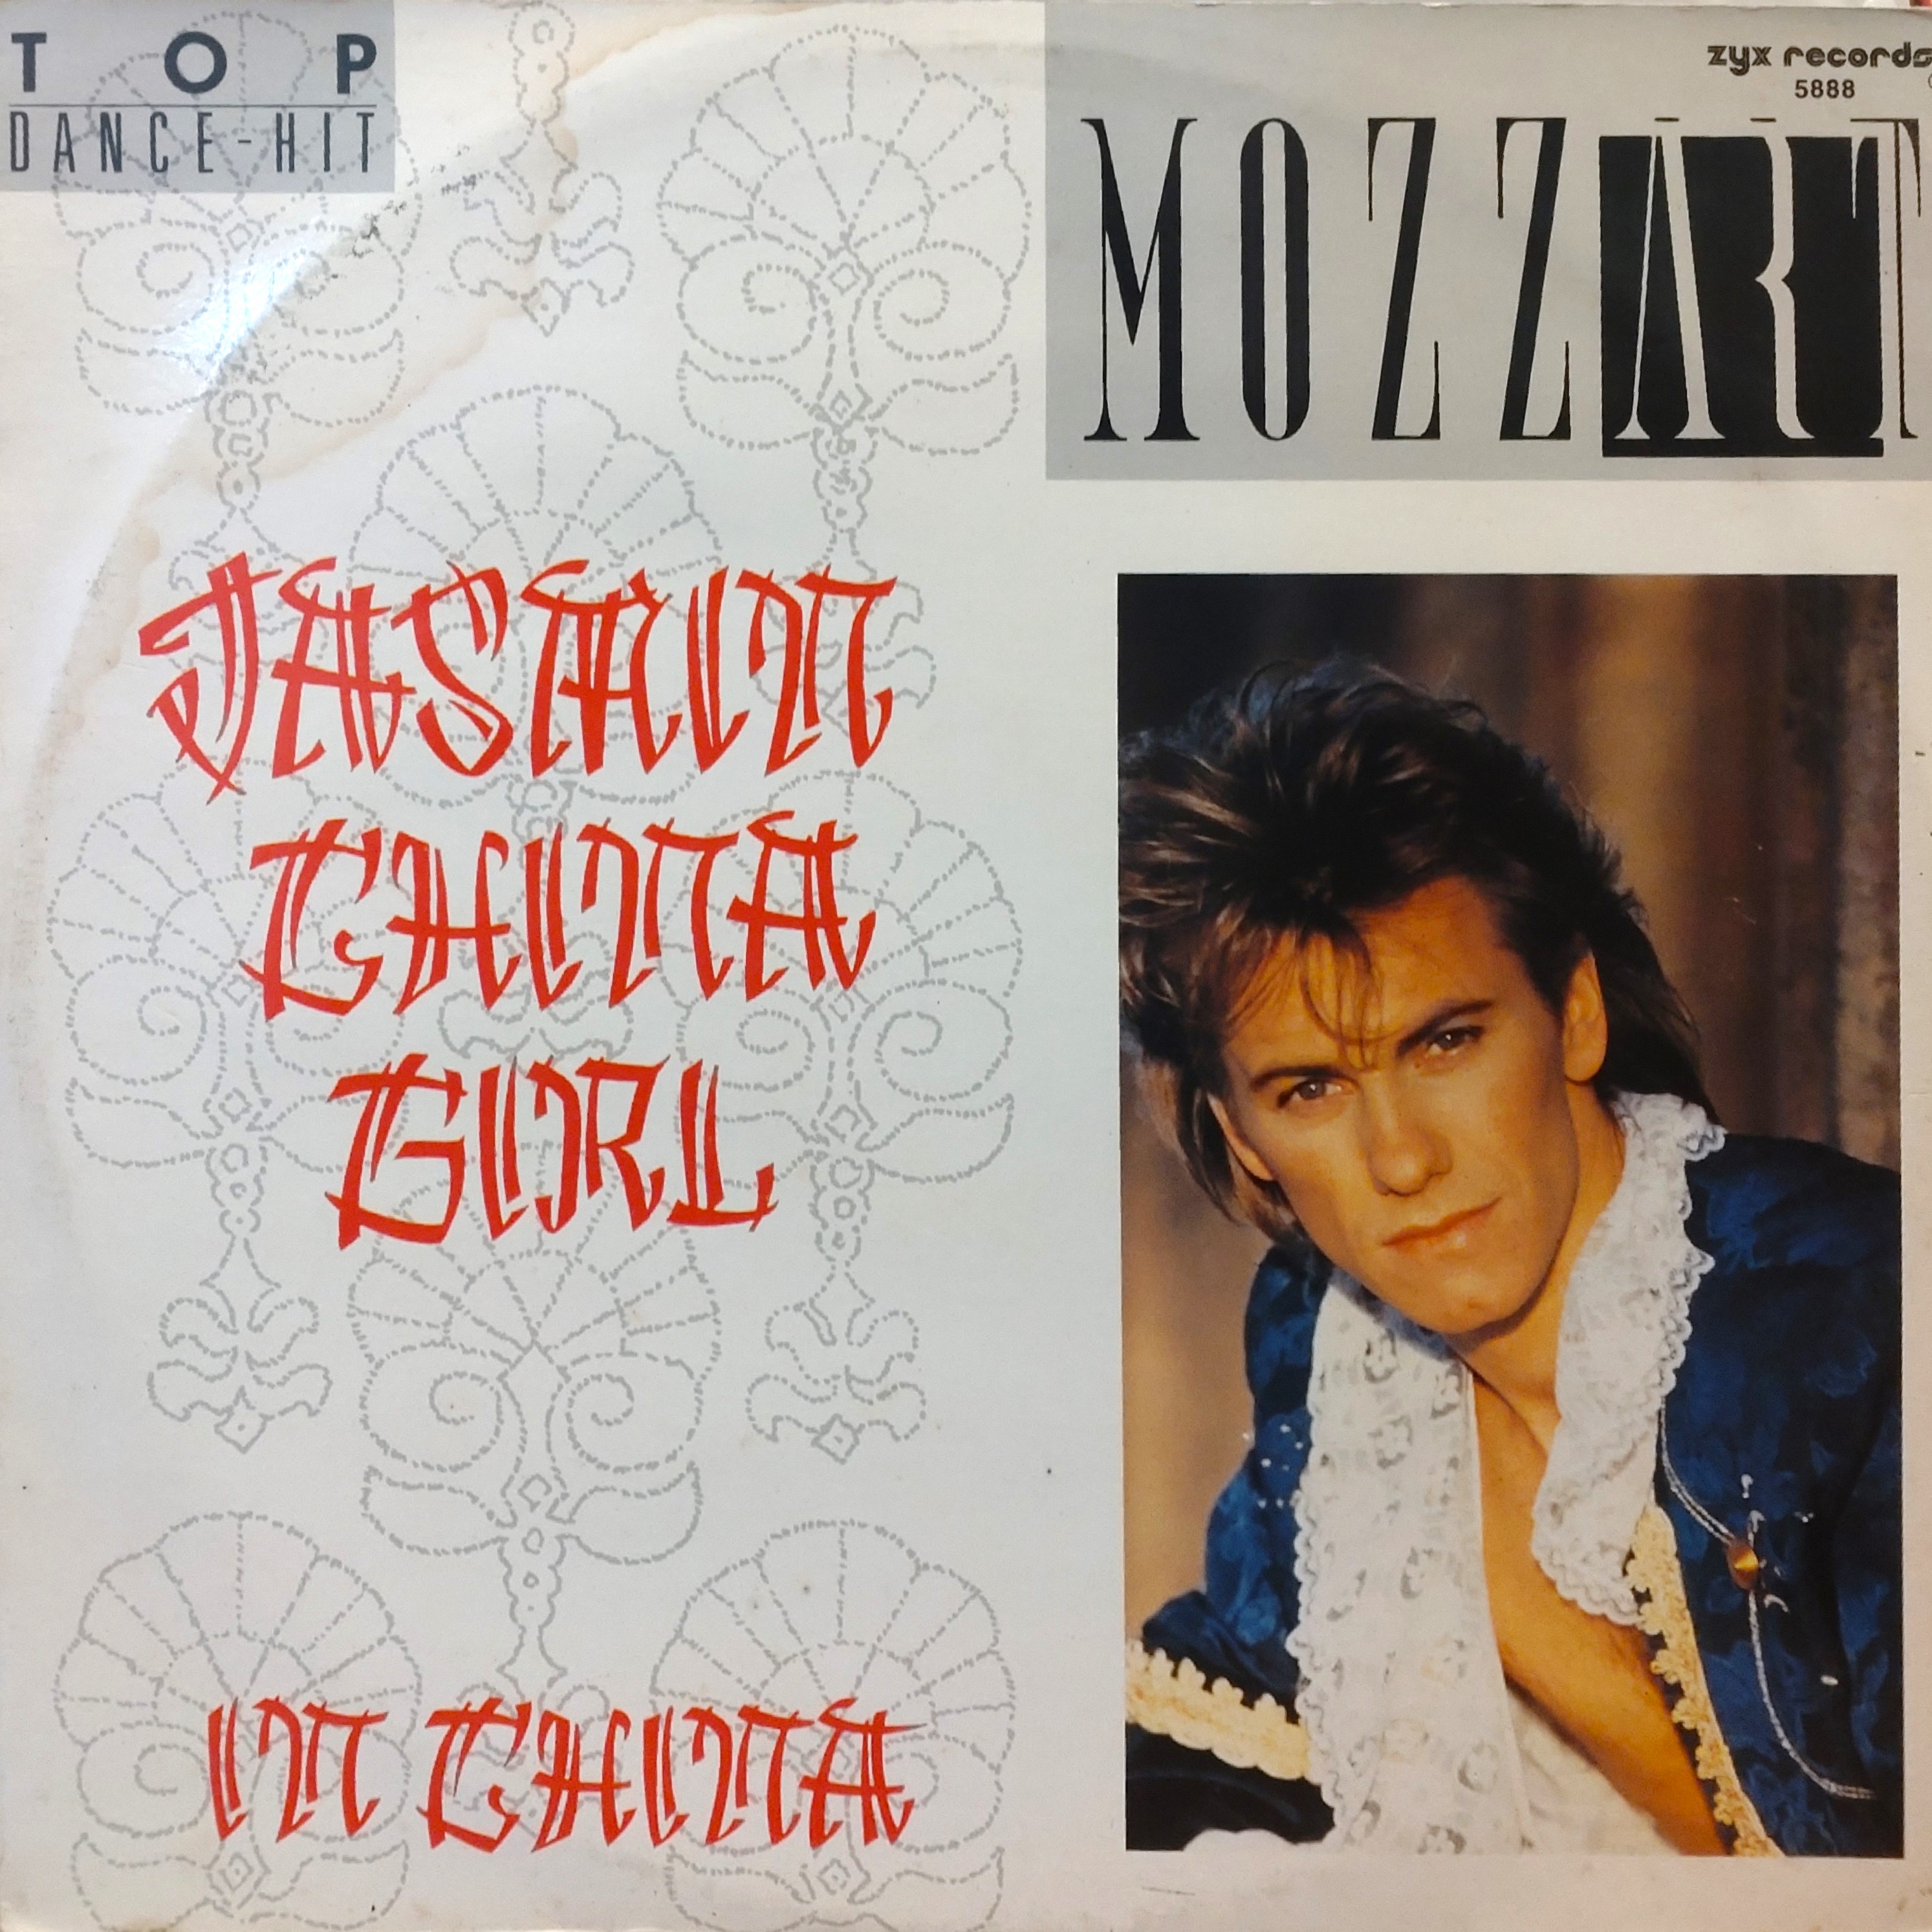 TOP
DANCE-HIT
zyx records
5888
MOZZART
JASMIN
CHINA
GIRL
IN CHINA